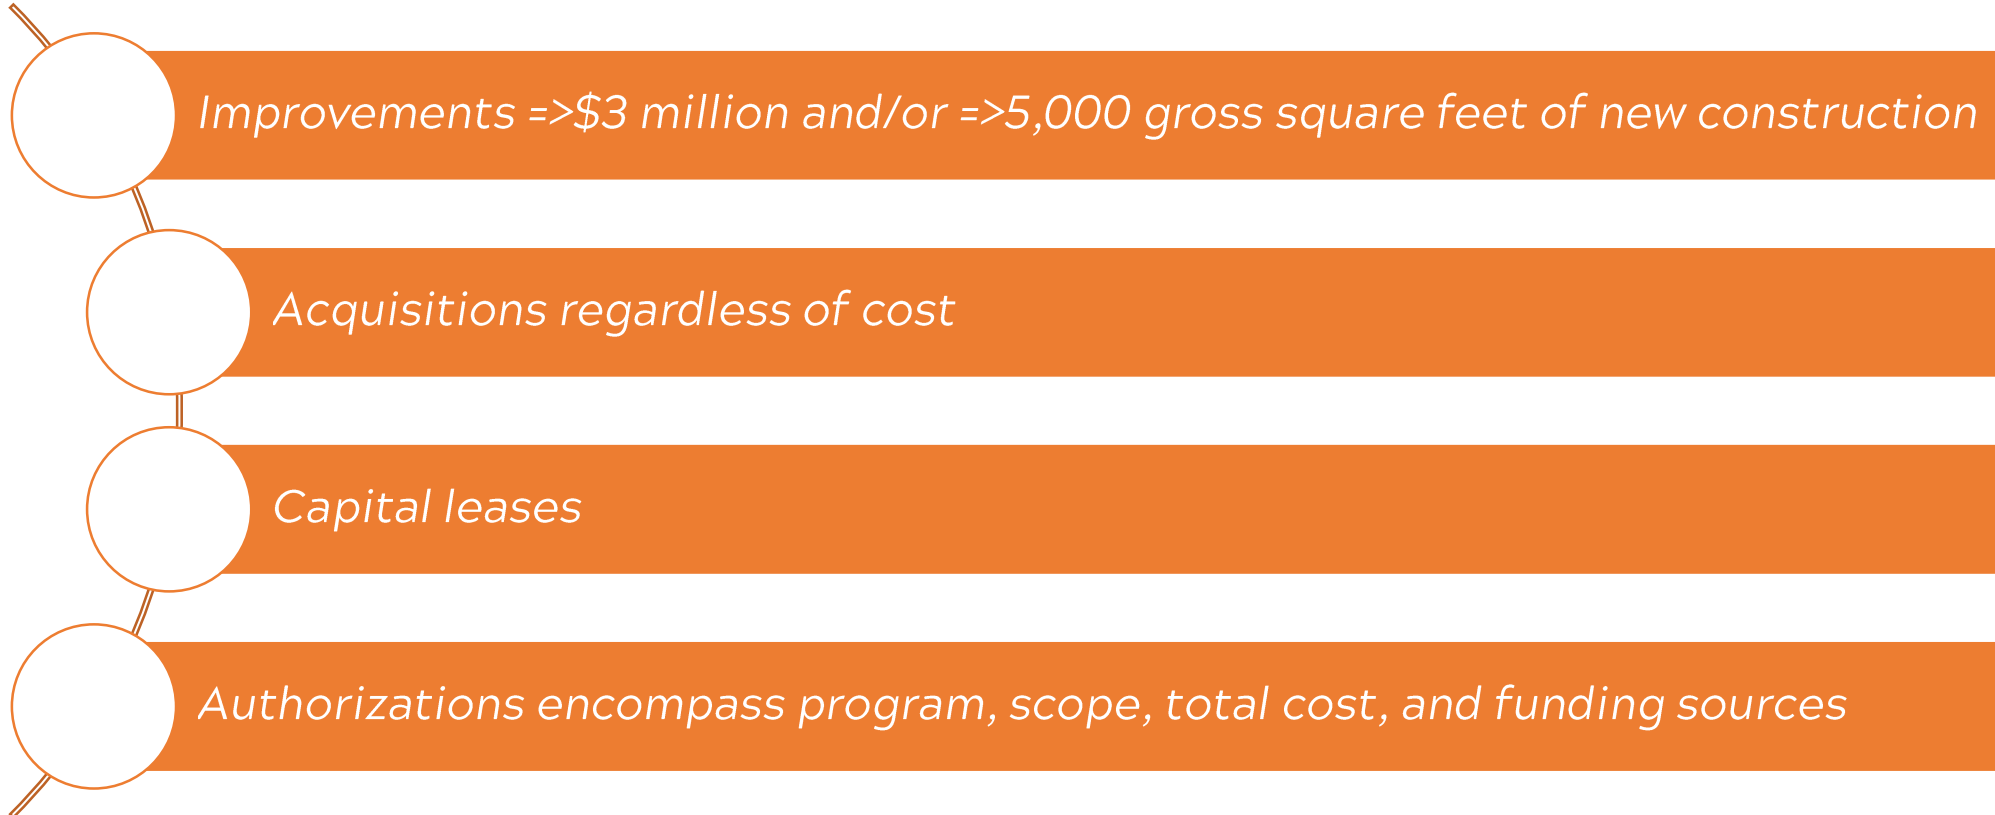 Improvements =>$3 million and/or =>5,000 gross square feet of new construction
Acquisitions regardless of cost
Capital leases
Authorizations encompass program, scope, total cost, and funding sources